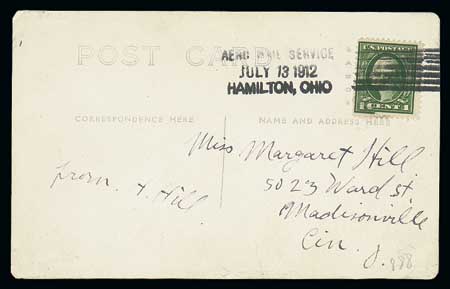 POST CARD
AERO MAIL SERVICE
JULY 13 1912
HAMILTON, OHIO
U.S. POSTAGE
1 CENT 1
CORRESPONDENCE HERE
NAME AND ADDRESS HERE
Miss Margaret Hill
5023 Ward st
Madisonville
Cin. O.
from. H. Hill